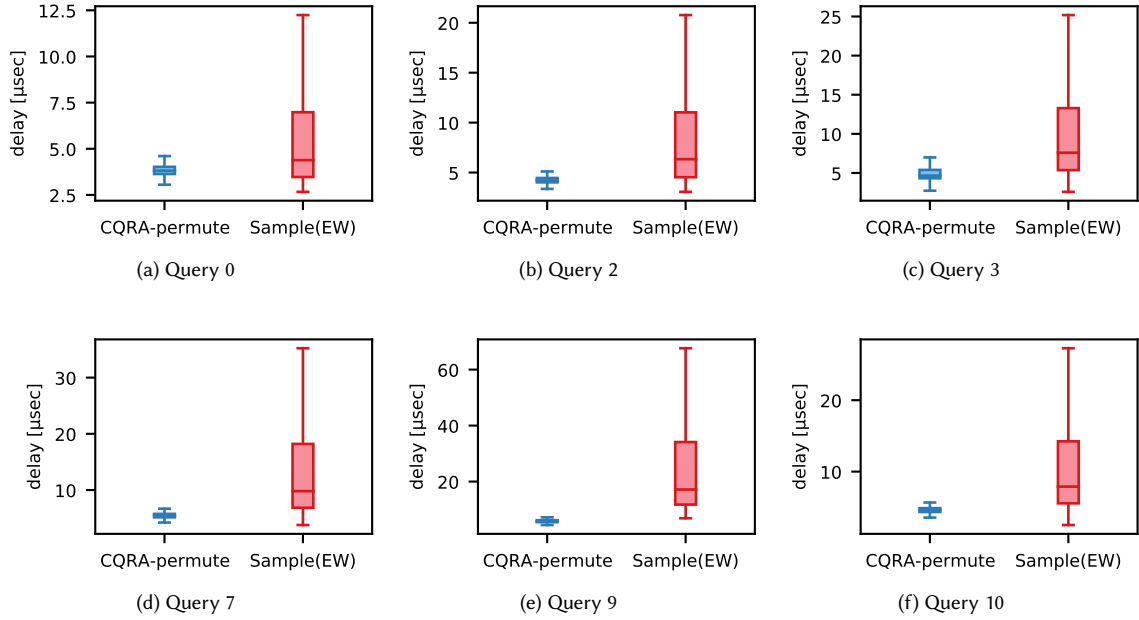 12.5
10.0
7.5
5.0
2.5
delay [μsec]
CQRA-permute Sample(EW)
(a) Query 0
20
15
10
5
delay [μsec]
CQRA-permute Sample(EW)
(b) Query 2
25
20
15
10
5
delay [μsec]
CQRA-permute Sample(EW)
(c) Query 3
30
20
10
delay [μsec]
CQRA-permute Sample(EW)
(d) Query 7
60
40
20
delay [μsec]
CQRA-permute Sample(EW)
(e) Query 9
20
10
delay [μsec]
CQRA-permute Sample(EW)
(f) Query 10